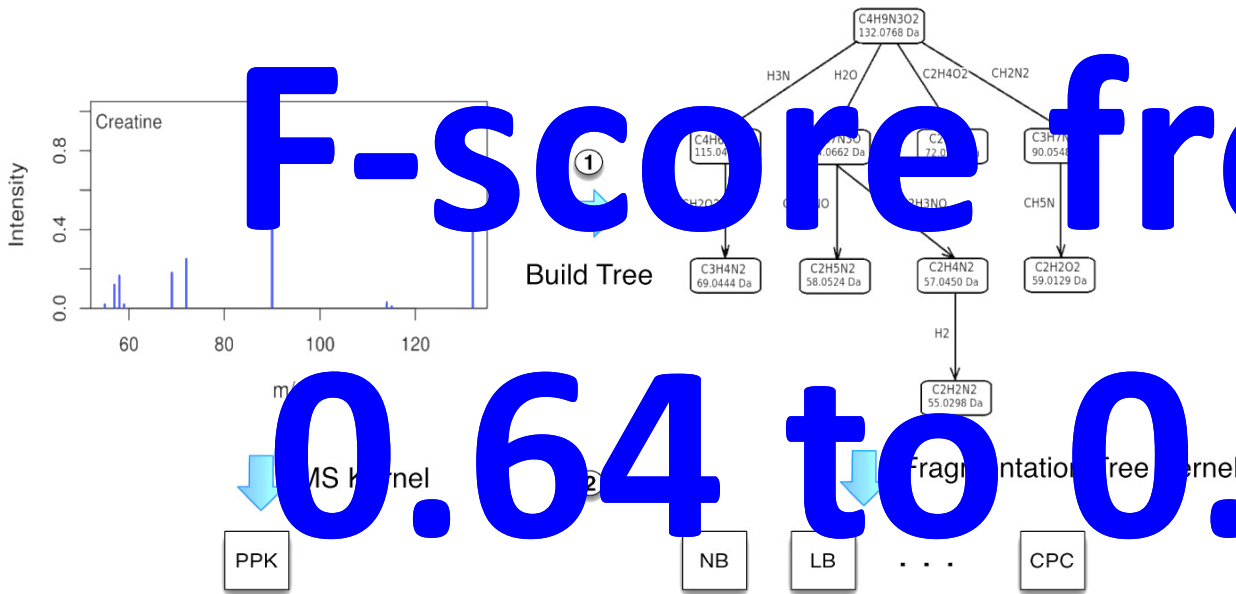 C4H9N3O2
132.0768 Da
H3N
H2O
C2H4O2
CH2N2
F-score
Creatine
Intensity
0.8
0.4
0.0
1
Build Tree
CH5N
C3H4N2
69.0444 Da
C2H5N2
58.0524 Da
C2H4N2
57.0450 Da
C2H2O2
59.0129 Da
60 80 100 120
H2
C2H2N2
55.0298 Da
0.64 to 0.
MS Kernel
2
Fragmentation Tree Kernel
PPK
NB
LB
. . .
CPC